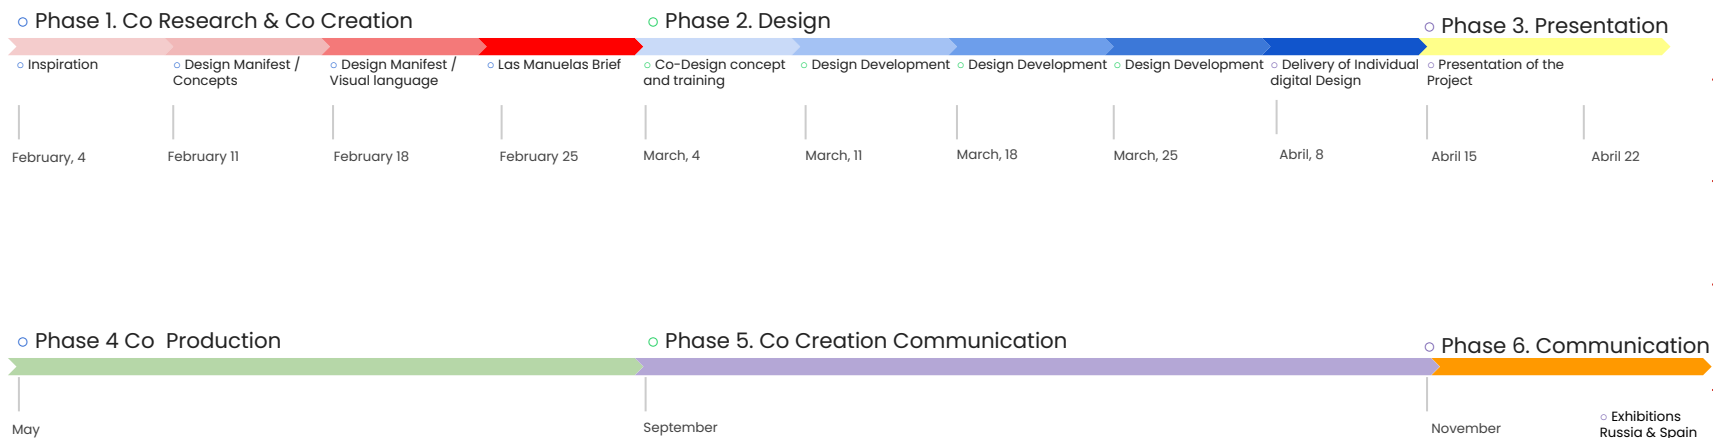 Phase 1. Co Research & Co Creation
Phase 2. Design
Phase 3. Presentation
Inspiration
Design Manifest /
Concepts
Design Manifest /
Visual language
Las Manuelas Brief
Co-Design concept
and training
Design Development
Design Development
Design Development
Delivery of Individual
digital Design
Presentation of the
Project
February, 4
February 11
February 18
February 25
March, 4
March, 11
March, 18
March, 25
Abril, 8
Abril 15
Abril 22
Phase 4 Co  Production
Phase 5. Co Creation Communication
Phase 6. Communication
May
September
November
Exhibitions
Russia & Spain